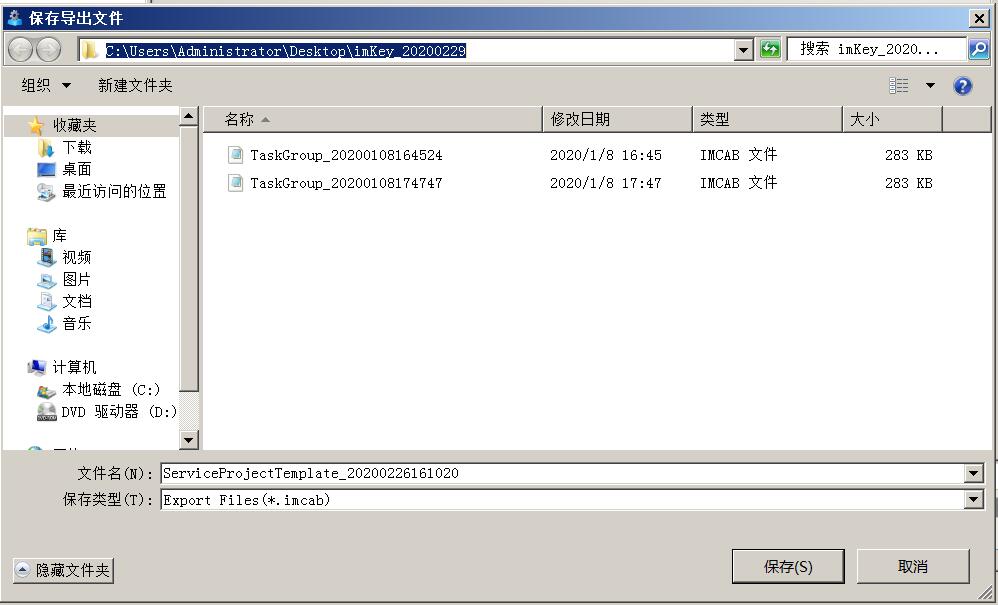 保存导出文件
C:\Users\Administrator\Desktop\imKey_20200229
搜索 imKey_2020...
组织 新建文件夹
收藏夹
下载
桌面
最近访问的位置
库
视频
图片
文档
音乐
计算机
本地磁盘 (C:)
DVD 驱动器 (D:)
名称 修改日期 类型 大小
TaskGroup_20200108164524 2020/1/8 16:45 IMCAB 文件 283 KB
TaskGroup_20200108174747 2020/1/8 17:47 IMCAB 文件 283 KB
文件名(N): ServiceProjectTemplate_20200226161020
保存类型(T): Export Files(*.imcab)
隐藏文件夹 保存(S) 取消